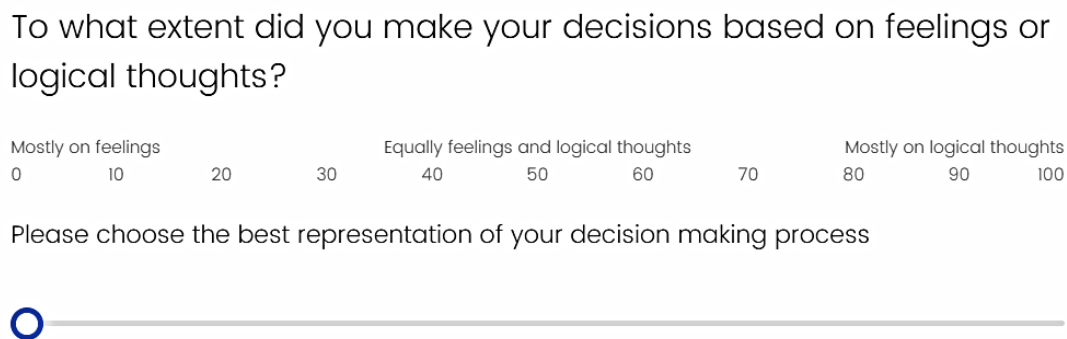 To what extent did you make your decisions based on feelings or
logical thoughts?
Mostly on feelings Equally feelings and logical thoughts Mostly on logical thoughts
0 10 20 30 40 50 60 70 80 90 100
Please choose the best representation of your decision making process